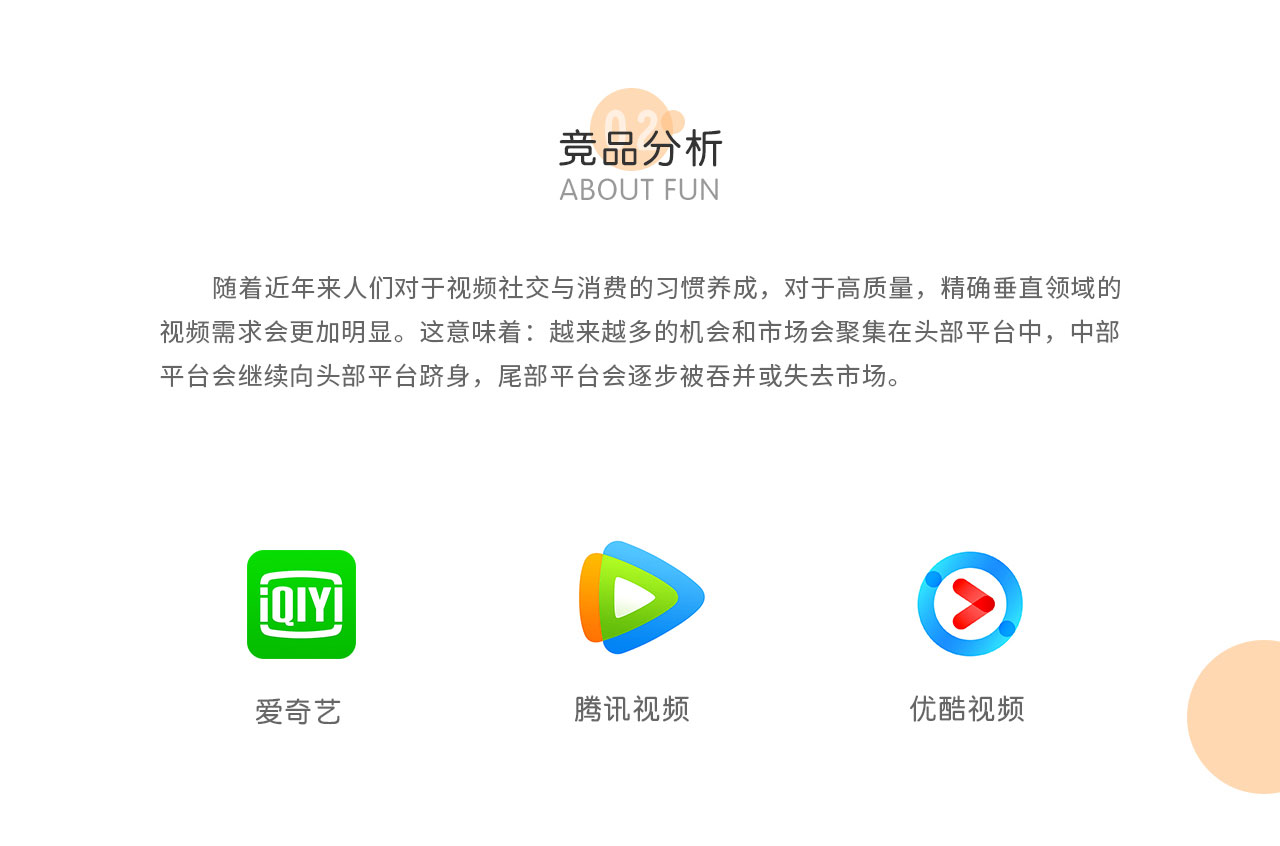 02
竞品分析
ABOUT FUN
随着近年来人们对于视频社交与消费的习惯养成，对于高质量，精确垂直领域的
视频需求会更加明显。这意味着：越来越多的机会和市场会聚集在头部平台中，中部
平台会继续向头部平台跻身，尾部平台会逐步被吞并或失去市场。
iQIYI
爱奇艺
腾讯视频
优酷视频